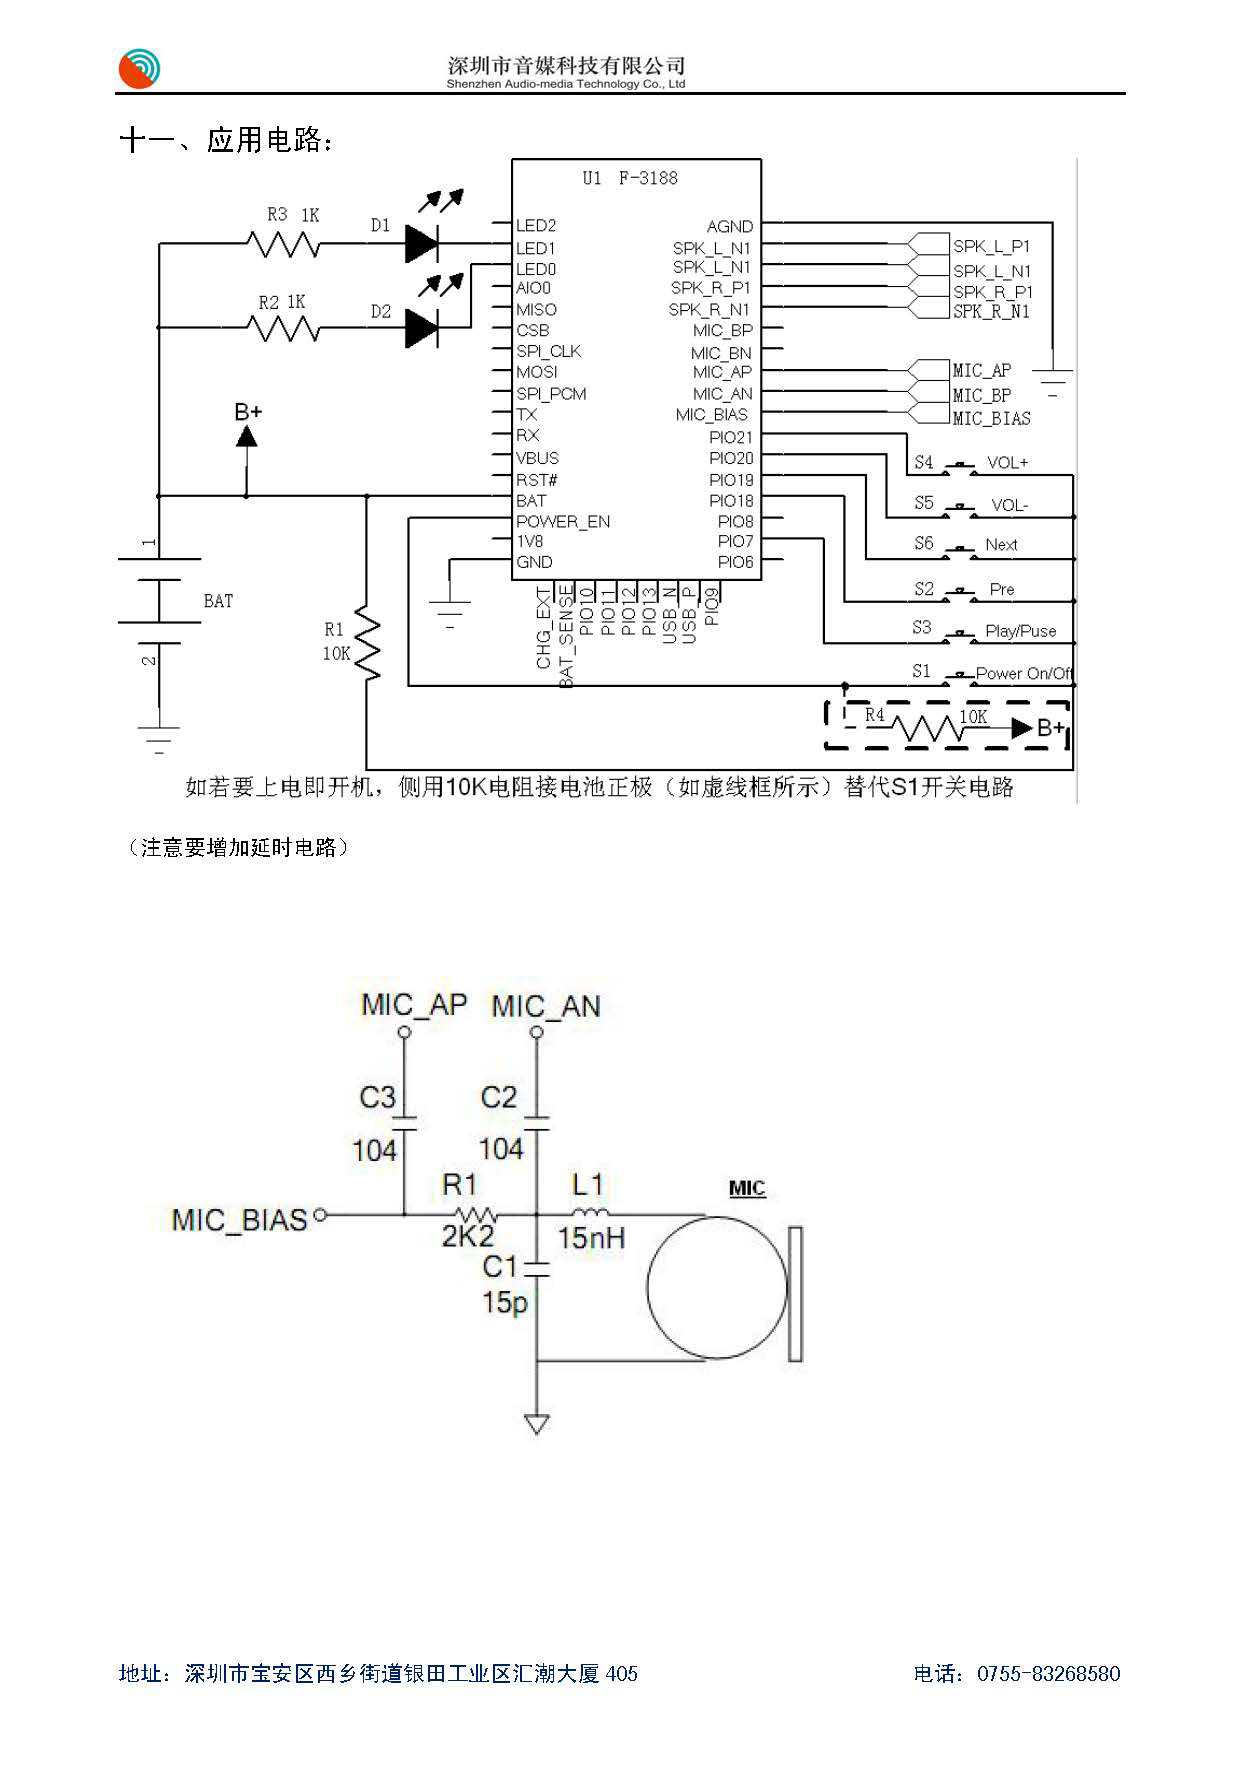 深圳市音媒科技有限公司
Shenzhen Audio-media Technology Co., Ltd
十一、应用电路：
U1 F-3188
R3 1K
D1
R2 1K
D2
LED2
LED1
LED0
AIO0
MISO
CSB
SPI_CLK
MOSI
SPI_PCM
TX
RX
VBUS
RST#
BAT
POWER_EN
1V8
GND
AGND
SPK_L_N1
SPK_L_N1
SPK_R_P1
SPK_R_N1
MIC_BP
MIC_BN
MIC_AP
MIC_AN
MIC_BIAS
PIO21
PIO20
PIO19
PIO18
PIO8
PIO7
PIO6
CHG_EXT
BAT_SENSE
PIO10
PIO11
PIO12
PIO13
USB_N
USB_P
PIO9
SPK_L_P1
SPK_L_N1
SPK_R_P1
SPK_R_N1
MIC_AP
MIC_BP
MIC_BIAS
S4 VOL+
S5 VOL-
S6 Next
S2 Pre
S3 Play/Puse
S1 Power On/Off
R4 10K B+
B+
1
BAT
2
R1
10K
如若要上电即开机，侧用10K电阻接电池正极（如虚线框所示）替代S1开关电路
（注意要增加延时电路）
MIC_AP MIC_AN
C3 C2
104 104
R1 L1 MIC
MIC_BIAS
2K2 15nH
C1
15p
地址：深圳市宝安区西乡街道银田工业区汇潮大厦 405 电话：0755-83268580